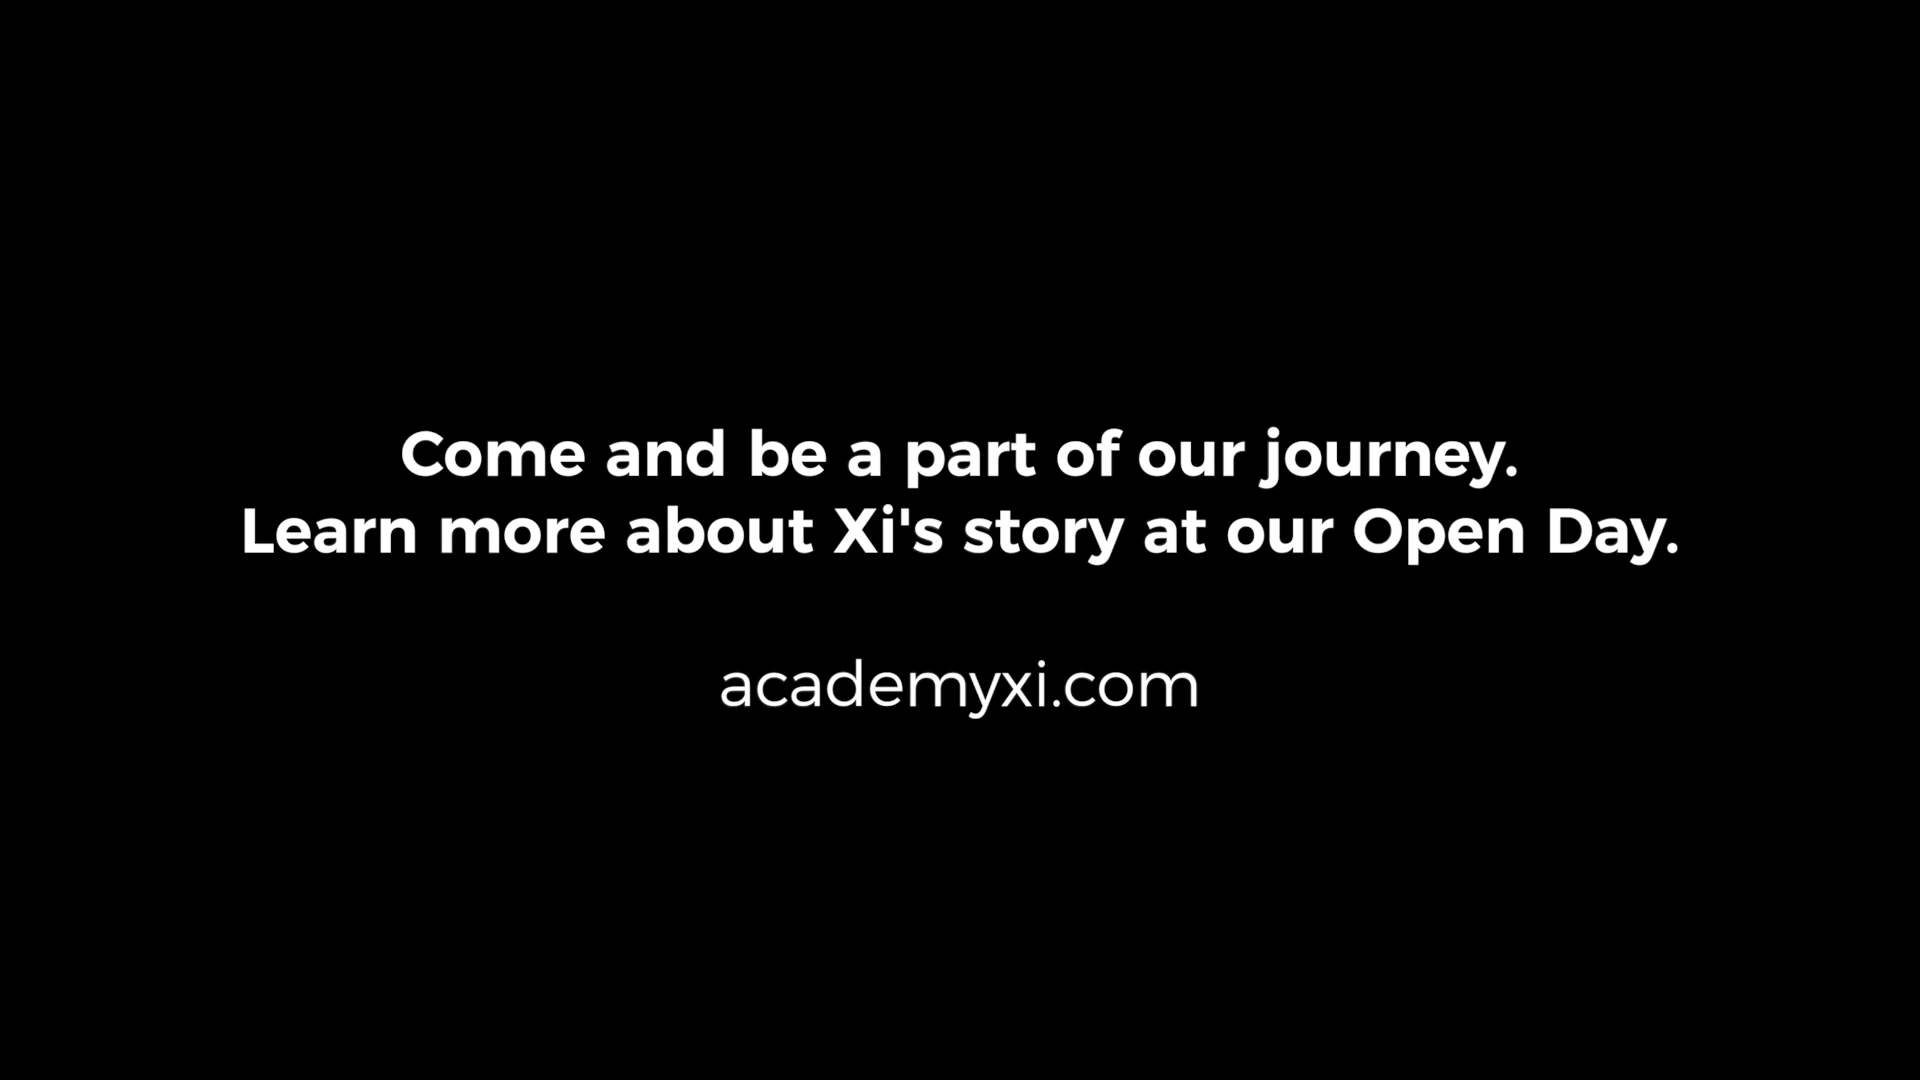 Come and be a part of our journey.
Learn more about Xi's story at our Open Day.
academyxi.com